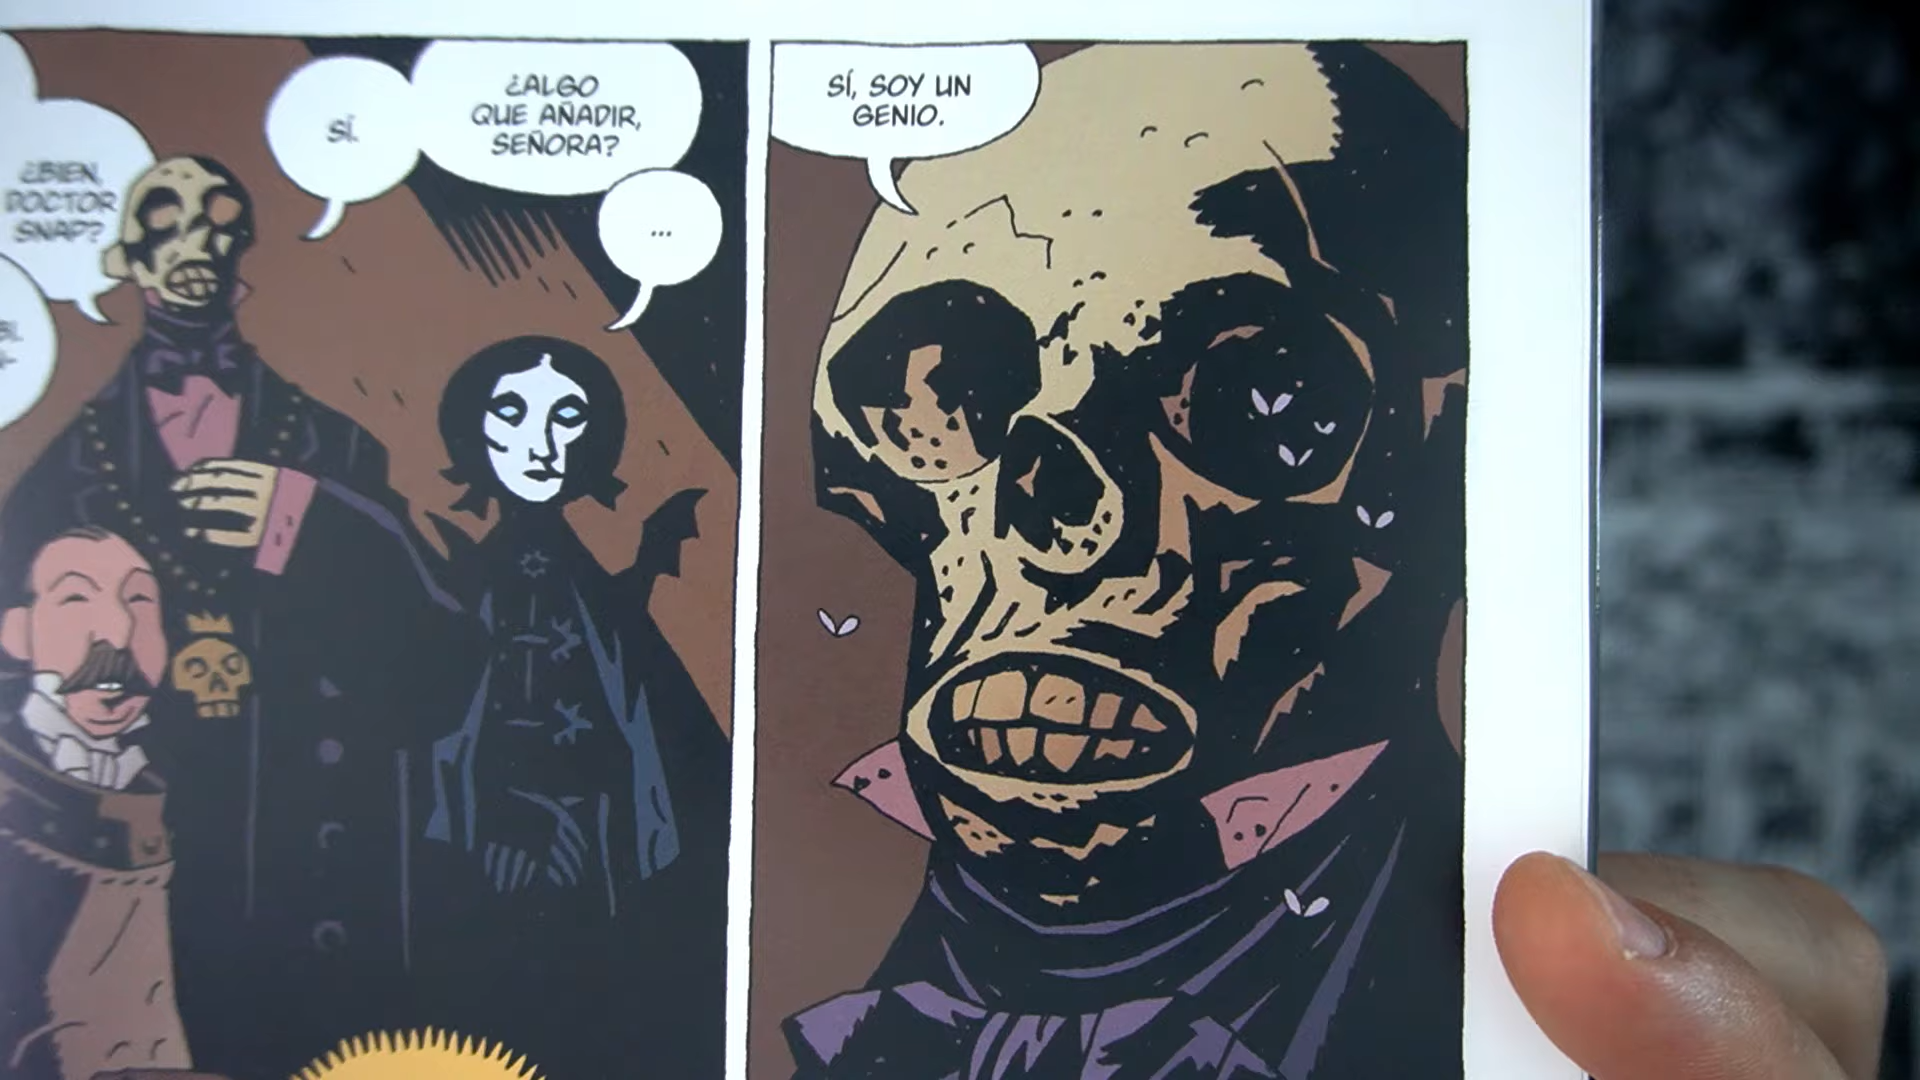 ¿BIEN,
DOCTOR
SNAP?
SÍ.
¿ALGO
QUE AÑADIR,
SEÑORA?
...
SÍ, SOY UN
GENIO.